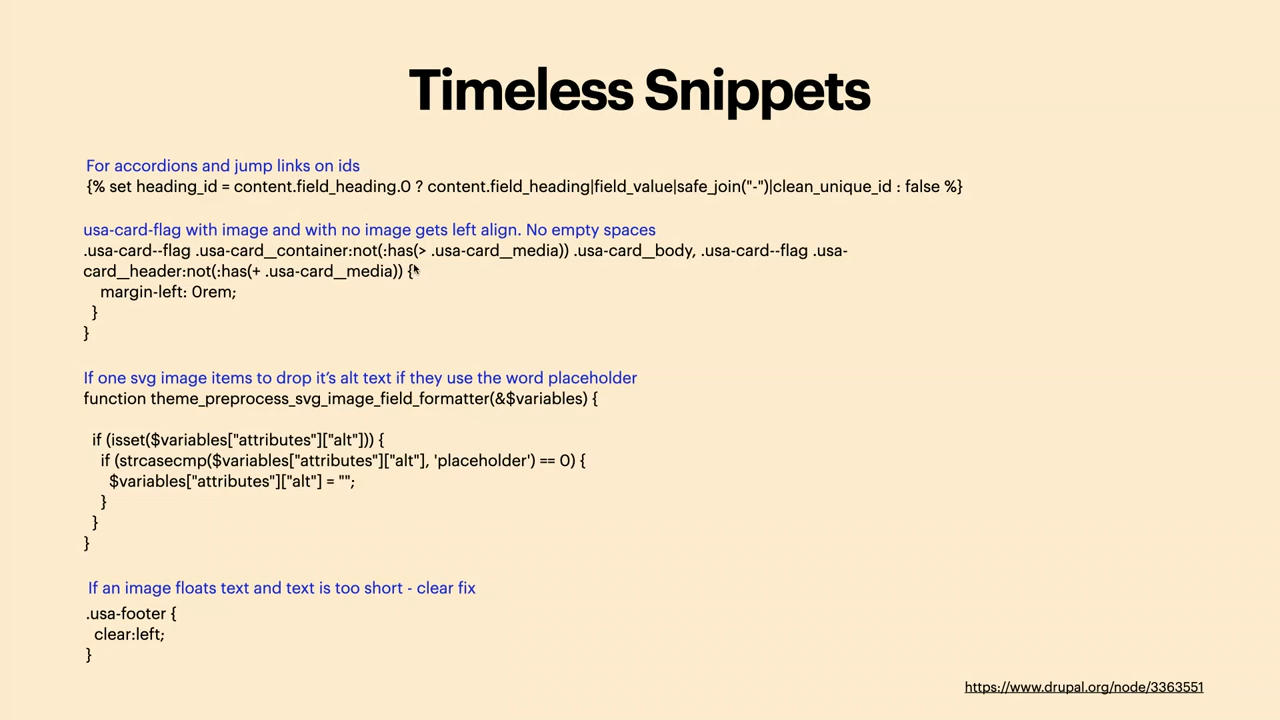 Timeless Snippets
For accordions and jump links on ids
{% set heading_id = content.field_heading.0 ? content.field_heading|field_value|safe_join("-")|clean_unique_id : false %}
usa-card-flag with image and with no image gets left align. No empty spaces
.usa-card--flag .usa-card__container:not(:has(> .usa-card__media)) .usa-card__body, .usa-card--flag .usa-
card__header:not(:has(+ .usa-card__media)) {
margin-left: 0rem;
}
}
If one svg image items to drop it’s alt text if they use the word placeholder
function theme_preprocess_svg_image_field_formatter(&$variables) {
if (isset($variables["attributes"]["alt"])) {
if (strcasecmp($variables["attributes"]["alt"], 'placeholder') == 0) {
$variables["attributes"]["alt"] = "";
}
}
}
If an image floats text and text is too short - clear fix
.usa-footer {
clear:left;
}
https://www.drupal.org/node/3363551